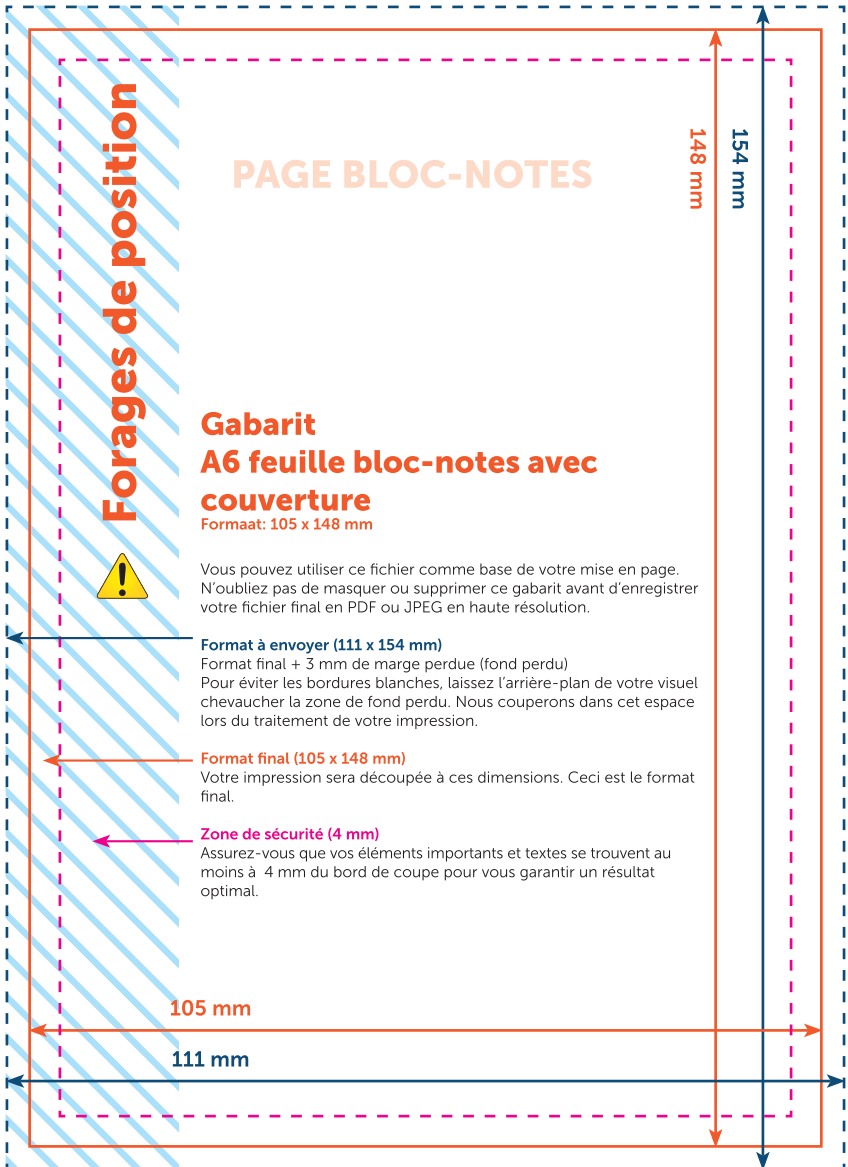 Forages de position
PAGE BLOC-NOTES
148 mm
154 mm
Gabarit
A6 feuille bloc-notes avec
couverture
Formaat: 105 x 148 mm
Vous pouvez utiliser ce fichier comme base de votre mise en page.
N’oubliez pas de masquer ou supprimer ce gabarit avant d’enregistrer
votre fichier final en PDF ou JPEG en haute résolution.
Format à envoyer (111 x 154 mm)
Format final + 3 mm de marge perdue (fond perdu)
Pour éviter les bordures blanches, laissez l’arrière-plan de votre visuel
chevaucher la zone de fond perdu. Nous couperons dans cet espace
lors du traitement de votre impression.
Format final (105 x 148 mm)
Votre impression sera découpée à ces dimensions. Ceci est le format
final.
Zone de sécurité (4 mm)
Assurez-vous que vos éléments importants et textes se trouvent au
moins à  4 mm du bord de coupe pour vous garantir un résultat
optimal.
105 mm
111 mm